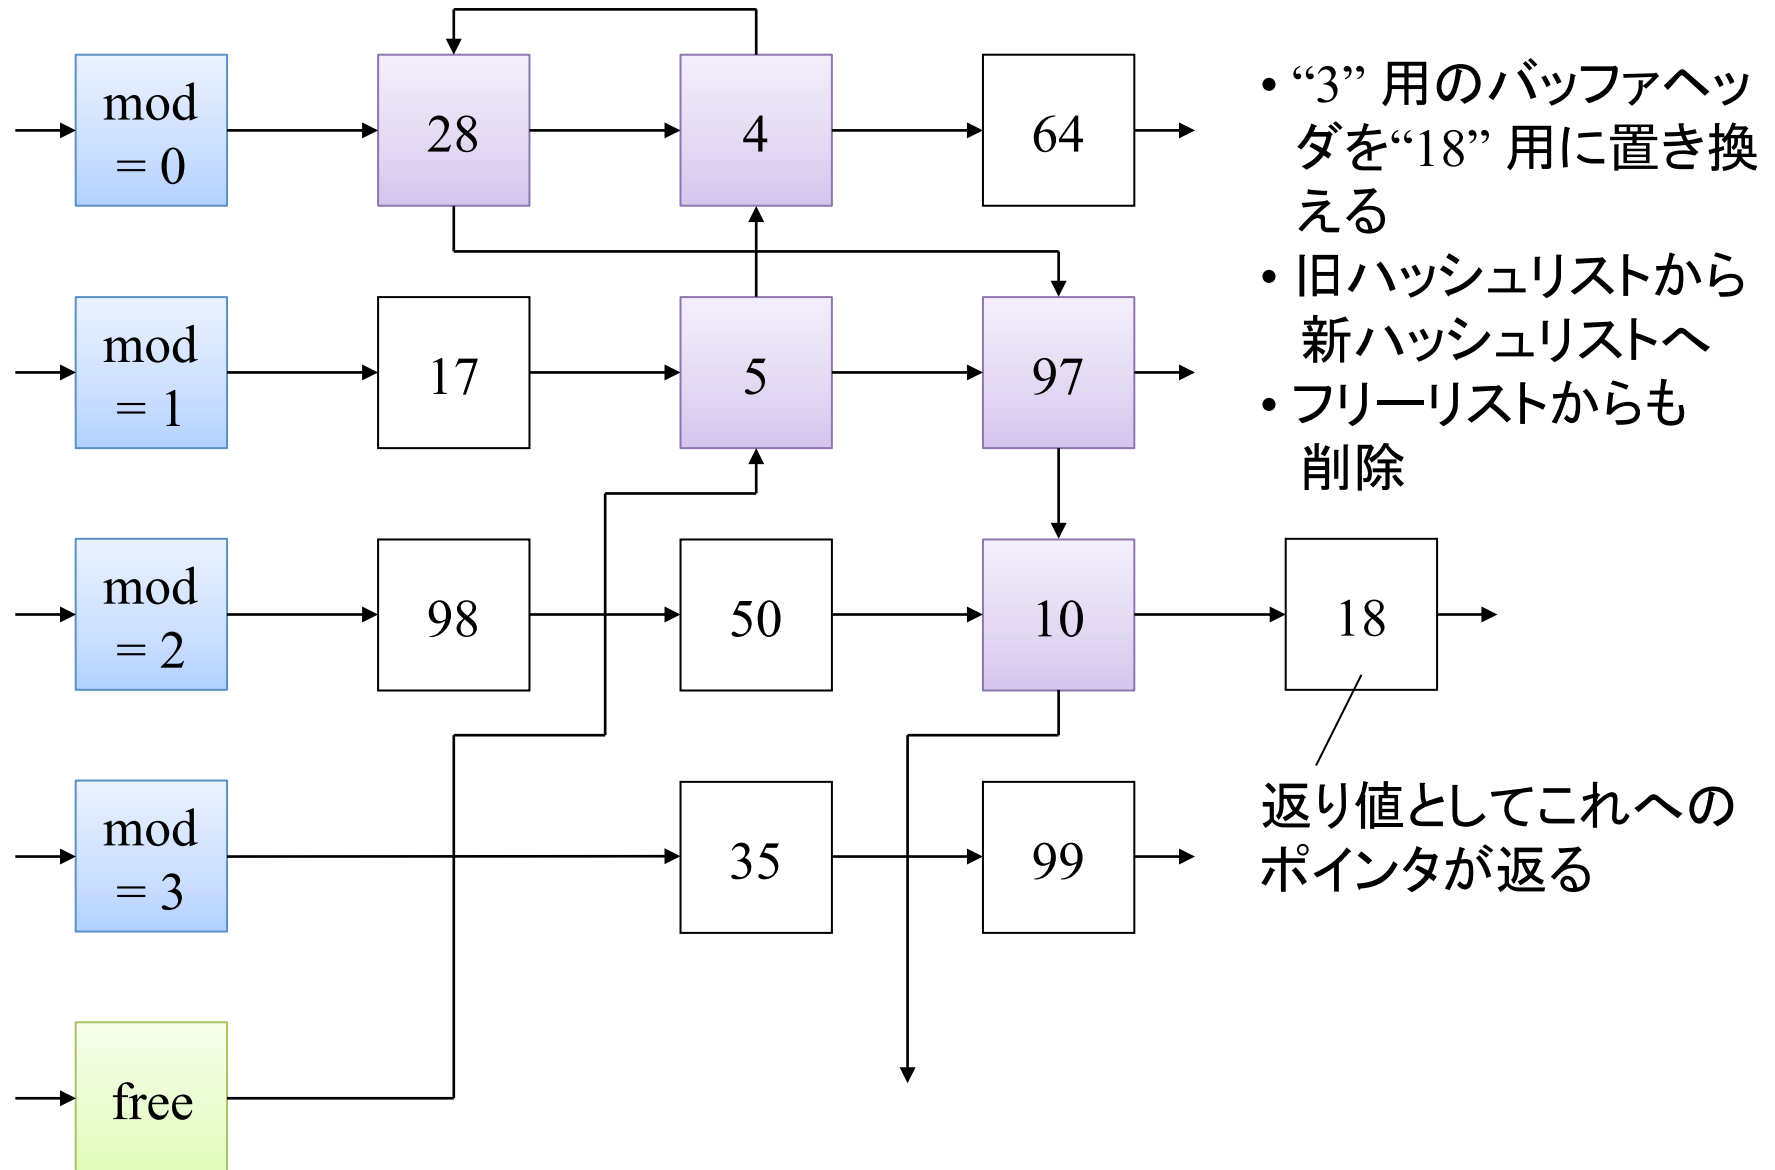 mod
= 0
28
4
64
mod
= 1
17
5
97
mod
= 2
98
50
10
18
mod
= 3
35
99
free
• “3” 用のバッファヘッ
ダを“18” 用に置き換
える
• 旧ハッシュリストから
新ハッシュリストへ
• フリーリストからも
削除
返り値としてこれへの
ポインタが返る